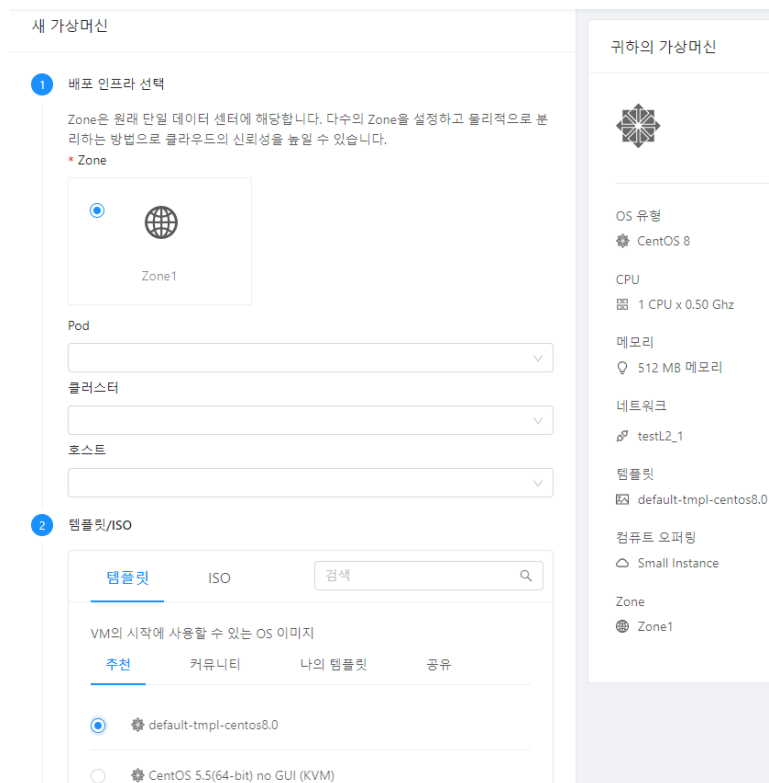 새 가상머신
1 배포 인프라 선택
Zone은 원래 단일 데이터 센터에 해당합니다. 다수의 Zone을 설정하고 물리적으로 분
리하는 방법으로 클라우드의 신뢰성을 높일 수 있습니다.
* Zone
Zone1
Pod
클러스터
호스트
2 템플릿/ISO
템플릿 ISO 검색
VM의 시작에 사용할 수 있는 OS 이미지
추천 커뮤니티 나의 템플릿 공유
default-tmpl-centos8.0
CentOS 5.5(64-bit) no GUI (KVM)
귀하의 가상머신
OS 유형
CentOS 8
CPU
1 CPU x 0.50 Ghz
메모리
512 MB 메모리
네트워크
testL2_1
템플릿
default-tmpl-centos8.0
컴퓨트 오퍼링
Small Instance
Zone
Zone1